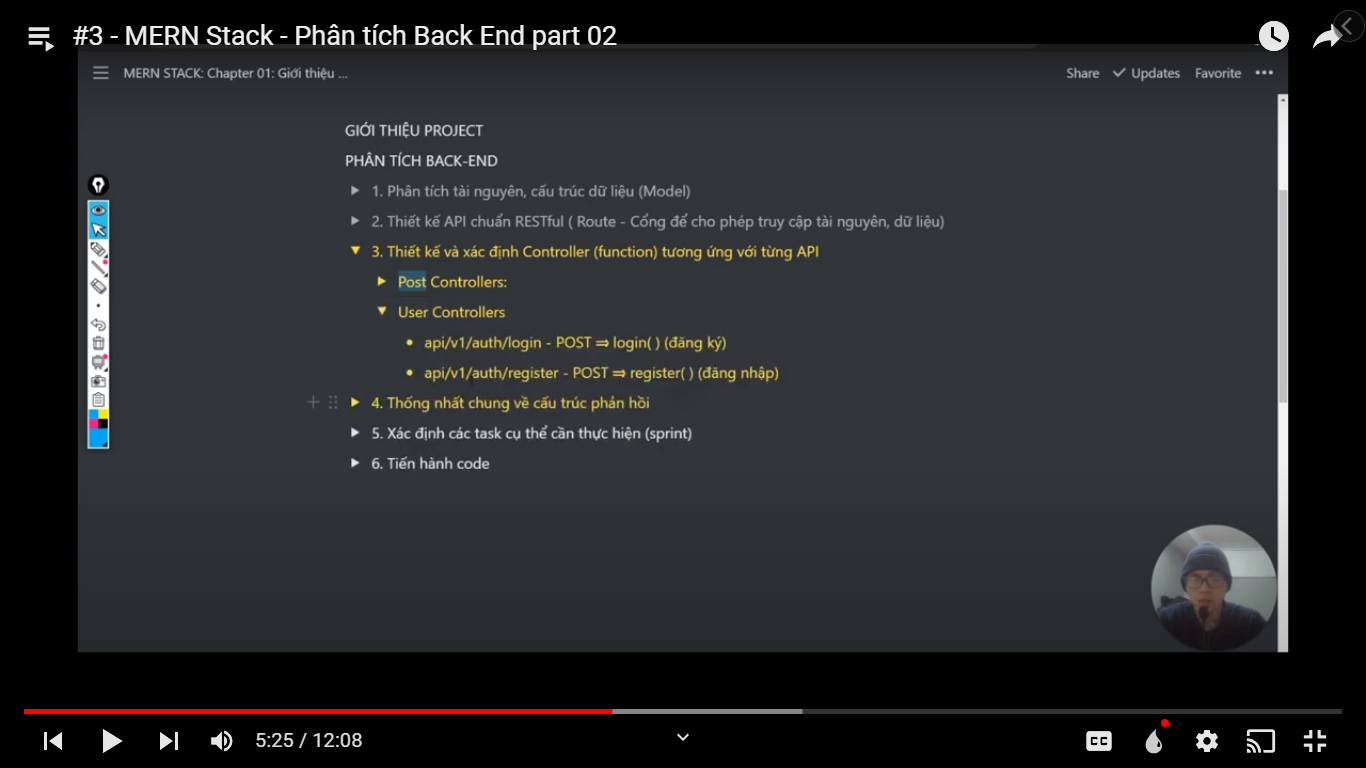 #3 - MERN Stack - Phân tích Back End part 02
MERN STACK: Chapter 01: Giới thiệu ...
Share ✓ Updates Favorite •••
GIỚI THIỆU PROJECT
PHÂN TÍCH BACK-END
1. Phân tích tài nguyên, cấu trúc dữ liệu (Model)
2. Thiết kế API chuẩn RESTful ( Route - Cổng để cho phép truy cập tài nguyên, dữ liệu)
3. Thiết kế và xác định Controller (function) tương ứng với từng API
Post Controllers:
User Controllers
• api/v1/auth/login - POST ⇒ login( ) (đăng ký)
• api/v1/auth/register - POST ⇒ register( ) (đăng nhập)
4. Thống nhất chung về cấu trúc phản hồi
5. Xác định các task cụ thể cần thực hiện (sprint)
6. Tiến hành code
5:25 / 12:08
CC